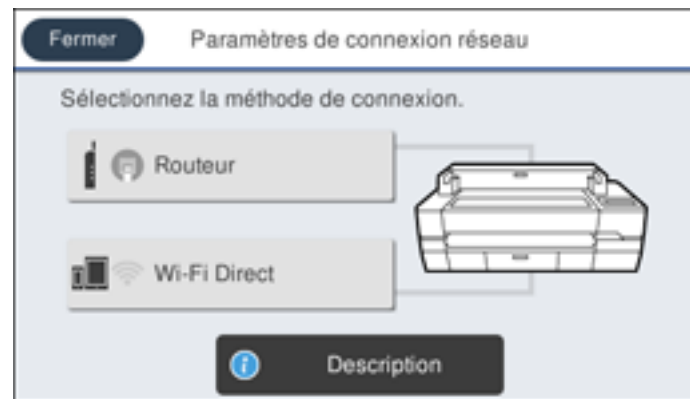 Fermer
Paramètres de connexion réseau
Sélectionnez la méthode de connexion.
Routeur
Wi-Fi Direct
Description